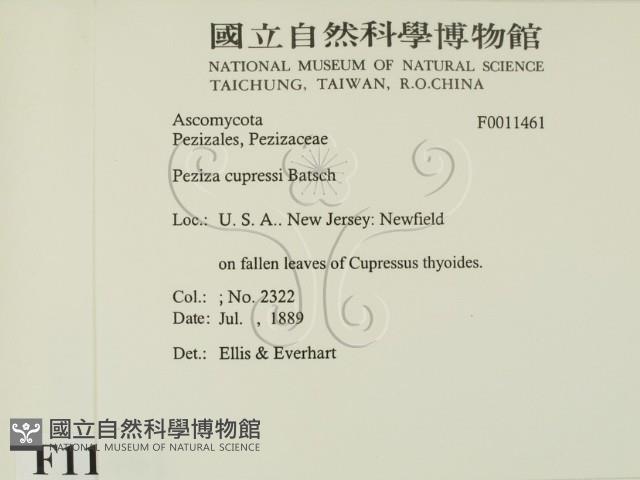 國立自然科學博物館
NATIONAL MUSEUM OF NATURAL SCIENCE
TAICHUNG, TAIWAN, R.O.CHINA
Ascomycota F0011461
Pezizales, Pezizaceae
Peziza cupressi Batsch
Loc.: U. S. A.. New Jersey: Newfield
on fallen leaves of Cupressus thyoides.
Col.: ; No. 2322
Date: Jul. , 1889
Det.: Ellis & Everhart
國立自然科學博物館
NATIONAL MUSEUM OF NATURAL SCIENCE
F11